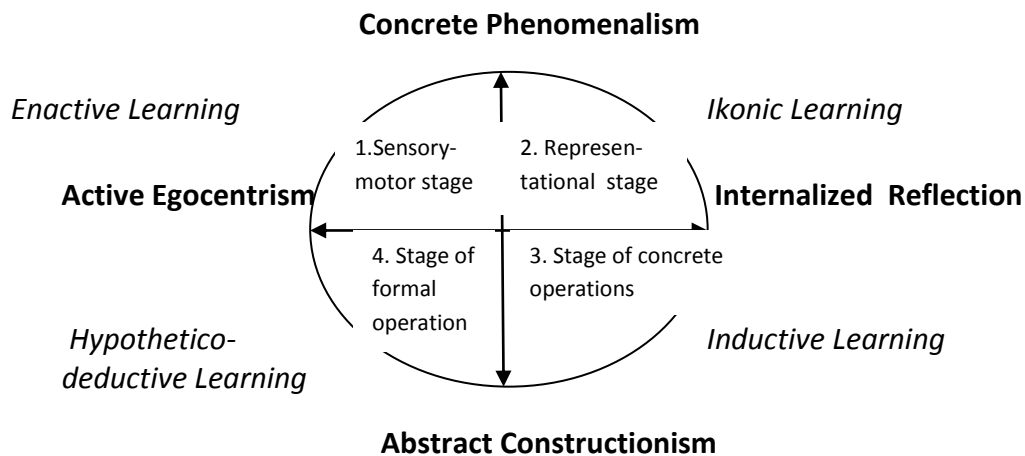 Concrete Phenomenalism
Enactive Learning
Ikonic Learning
1.Sensory-
motor stage
2. Represen-
tational stage
Active Egocentrism
Internalized Reflection
4. Stage of
formal
operation
3. Stage of concrete
operations
Hypothetico-
deductive Learning
Inductive Learning
Abstract Constructionism